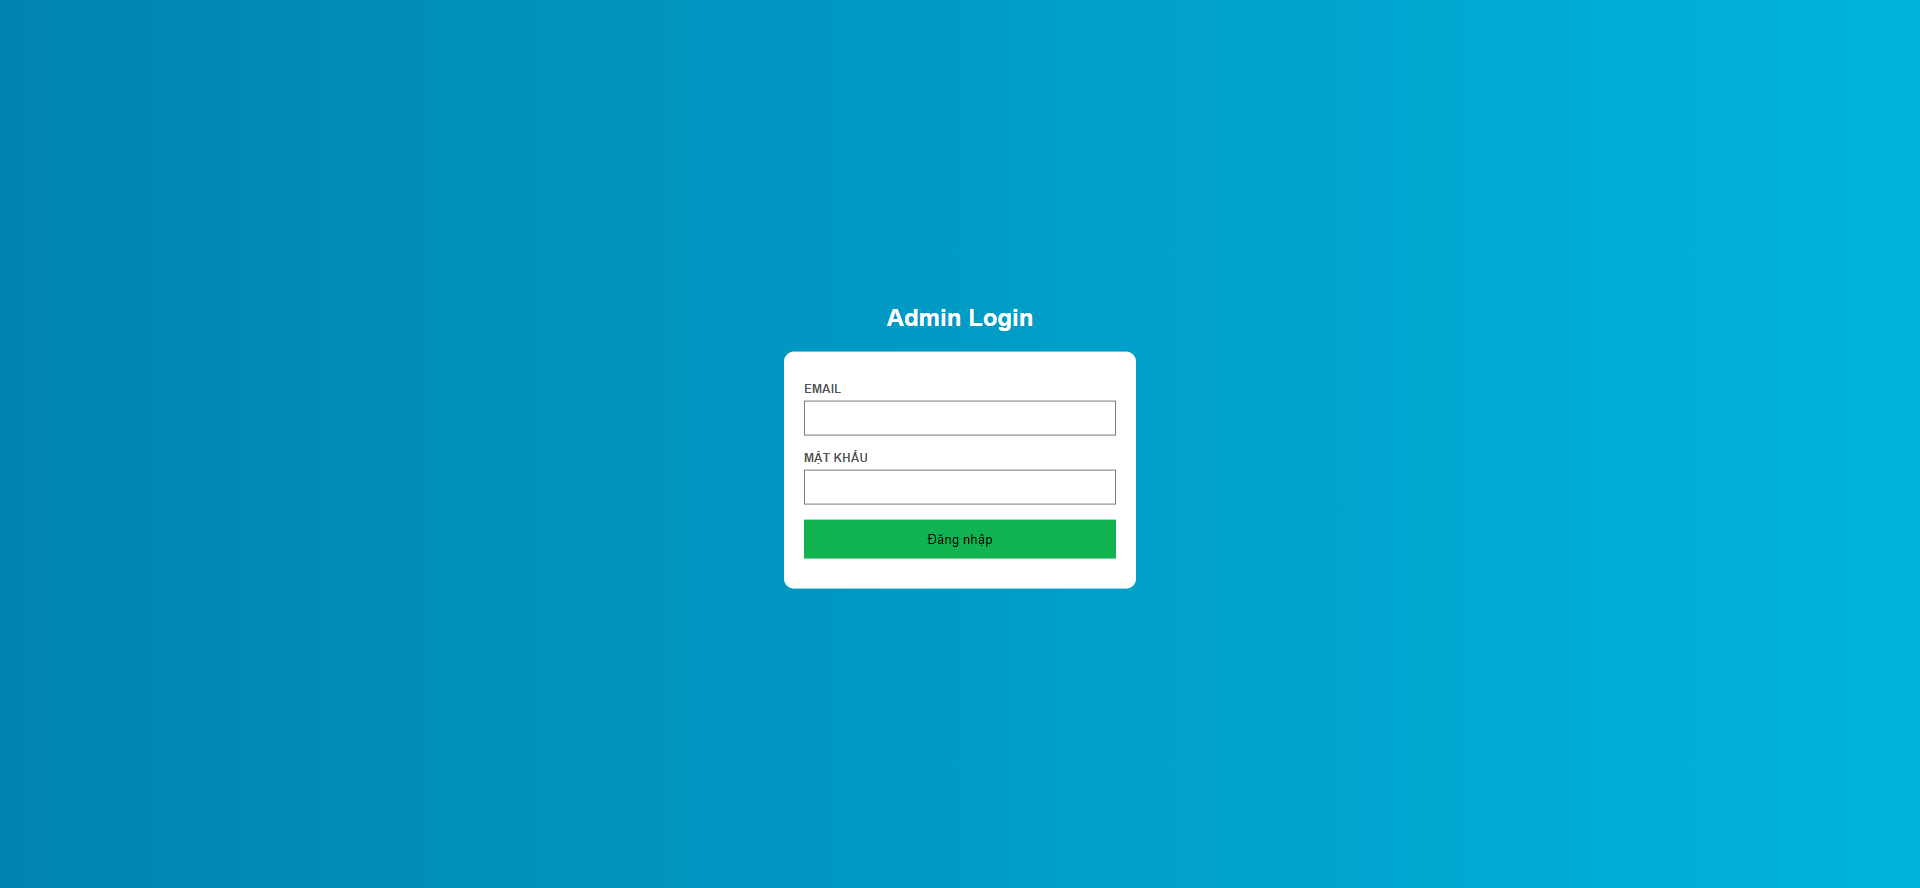 Admin Login
EMAIL
MẬT KHẨU
Đăng nhập